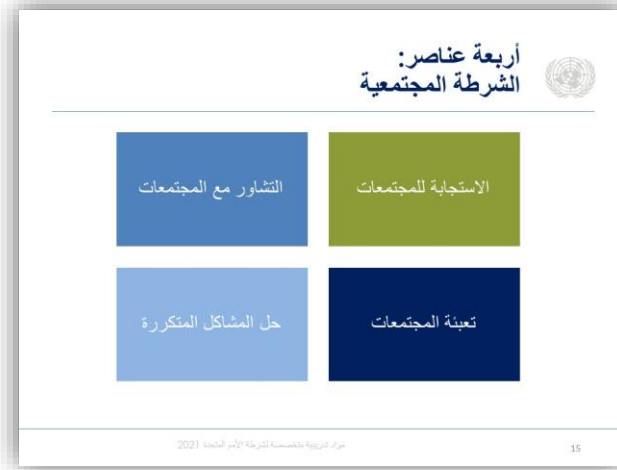 أربعة عناصر:
الشرطة المجتمعية
الاستجابة للمجتمعات
التشاور مع المجتمعات
تعبئة المجتمعات
حل المشاكل المتكررة
مواد تدريبية متخصصة لشرطة الأمم المتحدة 2021
15